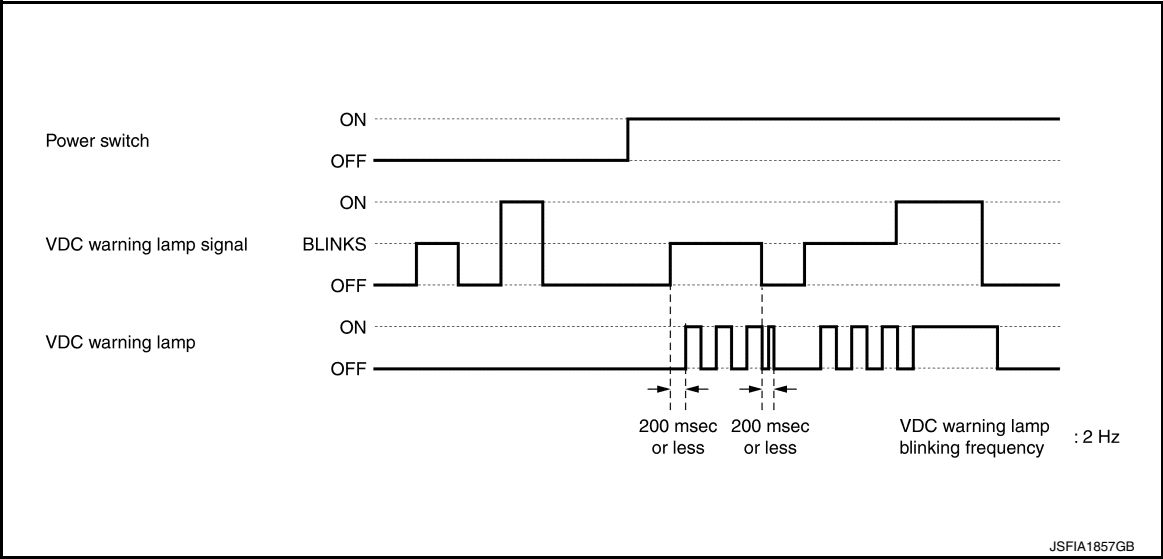 ON
Power switch
OFF
ON
VDC warning lamp signal
BLINKS
OFF
ON
VDC warning lamp
OFF
200 msec
or less
200 msec
or less
VDC warning lamp
blinking frequency
: 2 Hz
JSFIA1857GB